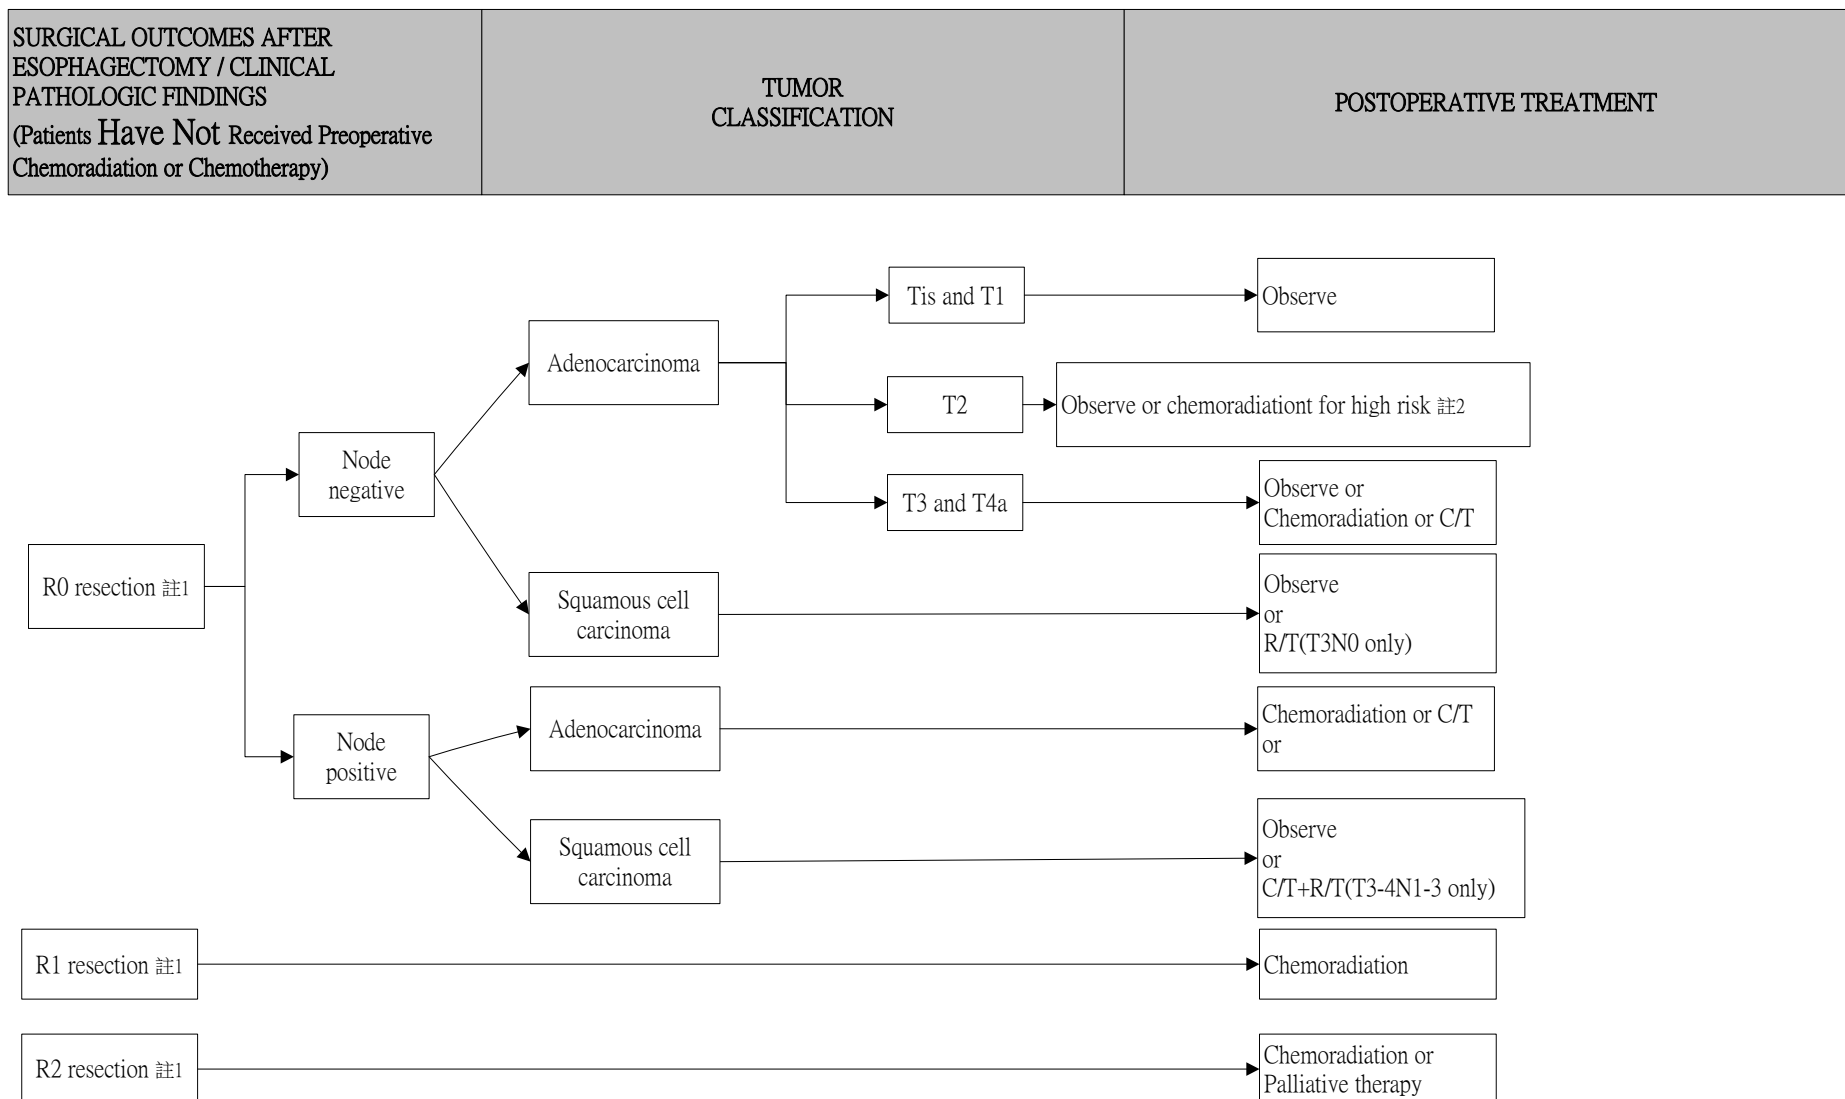 SURGICAL OUTCOMES AFTER
ESOPHAGECTOMY / CLINICAL
PATHOLOGIC FINDINGS
(Patients Have Not Received Preoperative
Chemoradiation or Chemotherapy)
TUMOR
CLASSIFICATION
POSTOPERATIVE TREATMENT
Tis and T1
Observe
Adenocarcinoma
T2
Observe or chemoradiationt for high risk 註2
Node
negative
T3 and T4a
Observe or
Chemoradiation or C/T
R0 resection 註1
Squamous cell
carcinoma
Observe
or
R/T(T3N0 only)
Node
positive
Adenocarcinoma
Chemoradiation or C/T
or
Squamous cell
carcinoma
Observe
or
C/T+R/T(T3-4N1-3 only)
R1 resection 註1
Chemoradiation
R2 resection 註1
Chemoradiation or
Palliative therapy